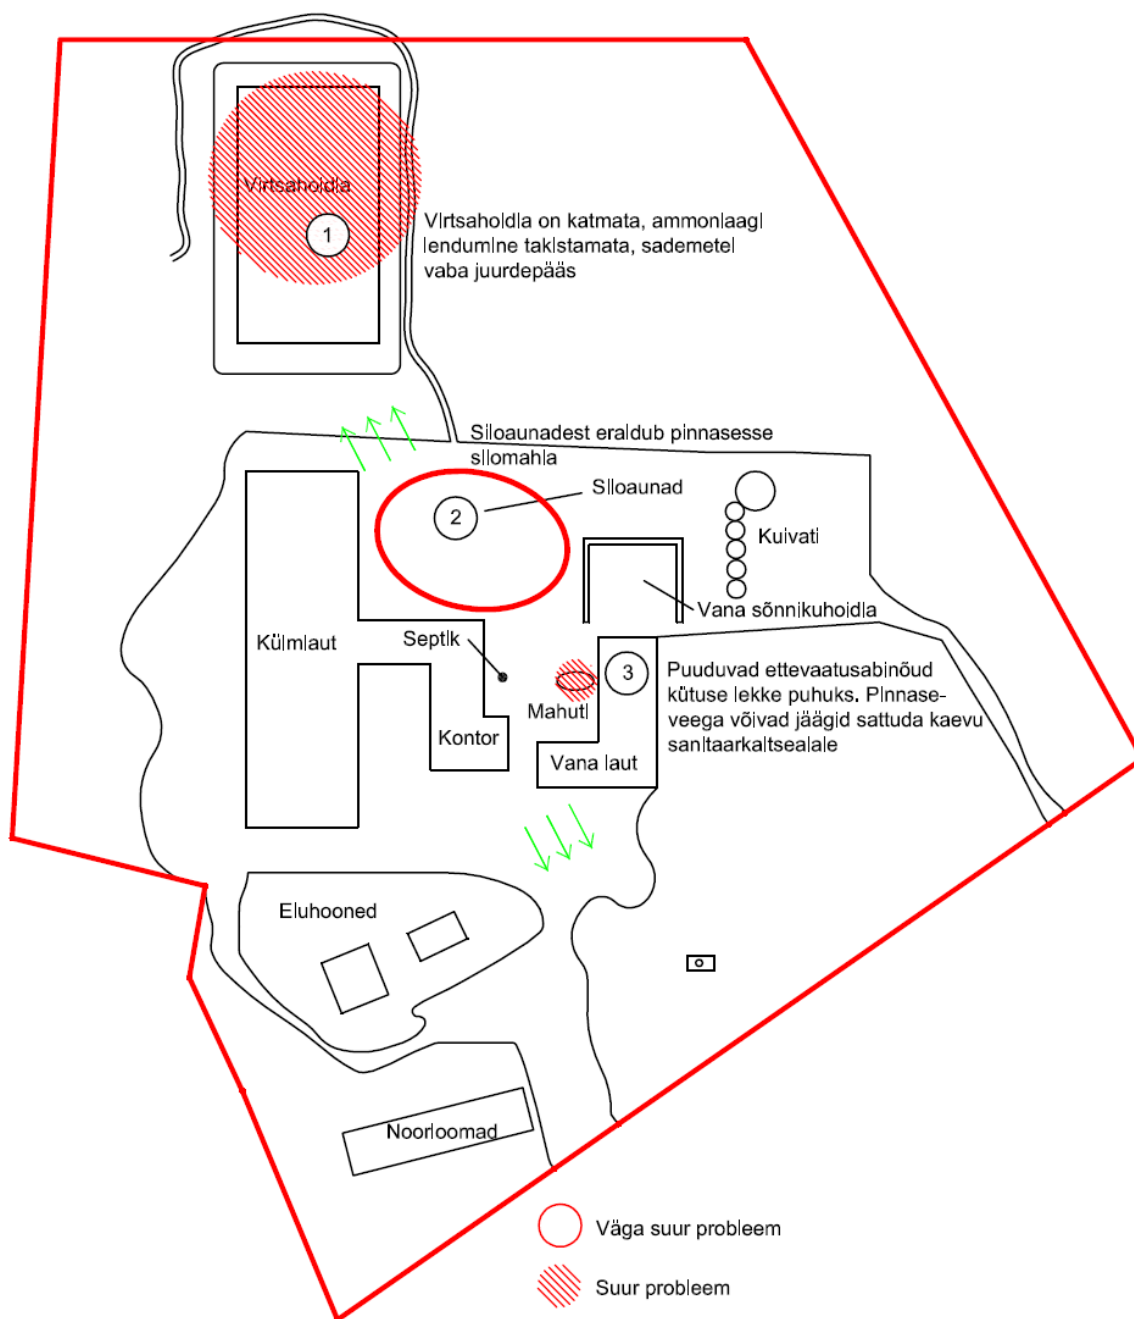 Virtsahoidla
1
Virtsahoidla on katmata, ammoniaagi
lendumine takistamata, sademetel
vaba juurdepääs
Siloaunadest eraldub pinnasesse
silomahla
Siloaunad
2
Kuivati
Vana sõnnikuhoidla
Külmlaut
Septik
3
Puuduvad ettevaatusabinõud
kütuse lekke puhuks. Pinnase-
veega võivad jäägid sattuda kaevu
sanitaarkaitsealale
Mahuti
Kontor
Vana laut
Eluhooned
Noorloomad
Väga suur probleem
Suur probleem